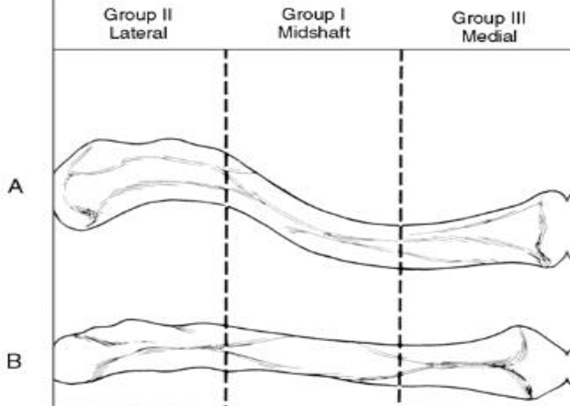 Group II
Lateral
Group I
Midshaft
Group III
Medial
A
B